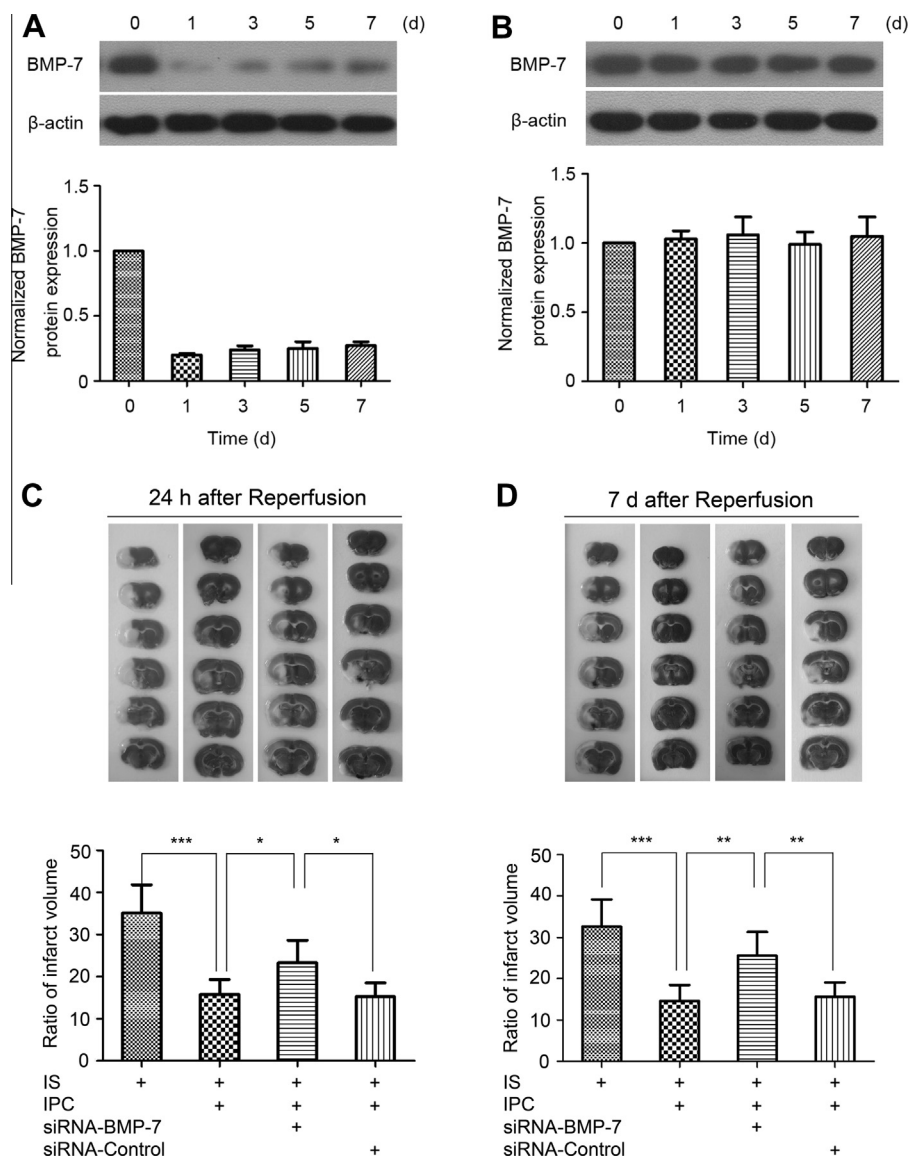 A
0 1 3 5 7 (d)
BMP-7
β-actin
Normalized BMP-7
protein expression
1.5
1.0
0.5
0
0 1 3 5 7
Time (d)
B
0 1 3 5 7 (d)
BMP-7
β-actin
Normalized BMP-7
protein expression
1.5
1.0
0.5
0
0 1 3 5 7
Time (d)
C
24 h after Reperfusion
Ratio of infarct volume
50
40
30
20
10
0
*** * *
IS + + + +
IPC + + +
siRNA-BMP-7 +
siRNA-Control +
D
7 d after Reperfusion
Ratio of infarct volume
50
40
30
20
10
0
*** ** **
IS + + + +
IPC + + +
siRNA-BMP-7 +
siRNA-Control +